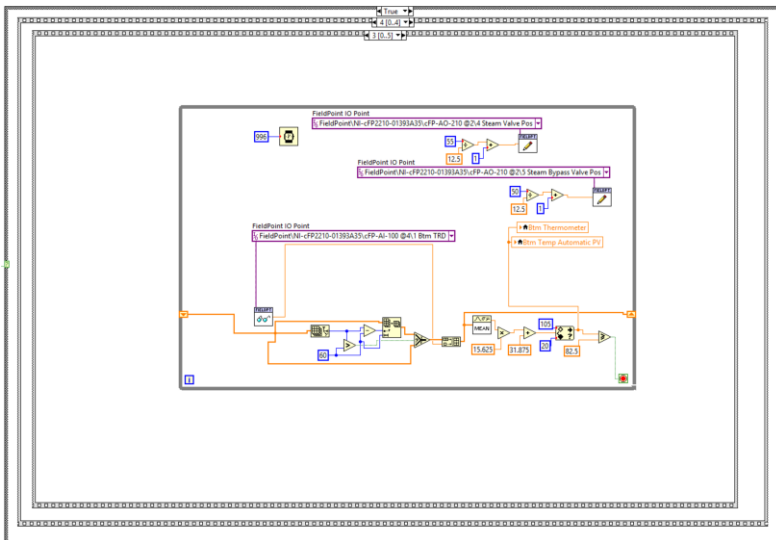 True
4 [0..4]
3 [0..5]
FieldPoint IO Point
FieldPoint\NI-cFP2210-01393A35\cFP-AO-210 @2\4 Steam Valve Pos
996
55
12.5
1
FieldPoint IO Point
FieldPoint\NI-cFP2210-01393A35\cFP-AO-210 @2\5 Steam Bypass Valve Pos
50
12.5
1
Btm Thermometer
Btm Temp Automatic PV
FieldPoint IO Point
FieldPoint\NI-cFP2210-01393A35\cFP-AI-100 @4\1 Btm TRD
MEAN
60
15.625
31.875
105
20
82.5
i